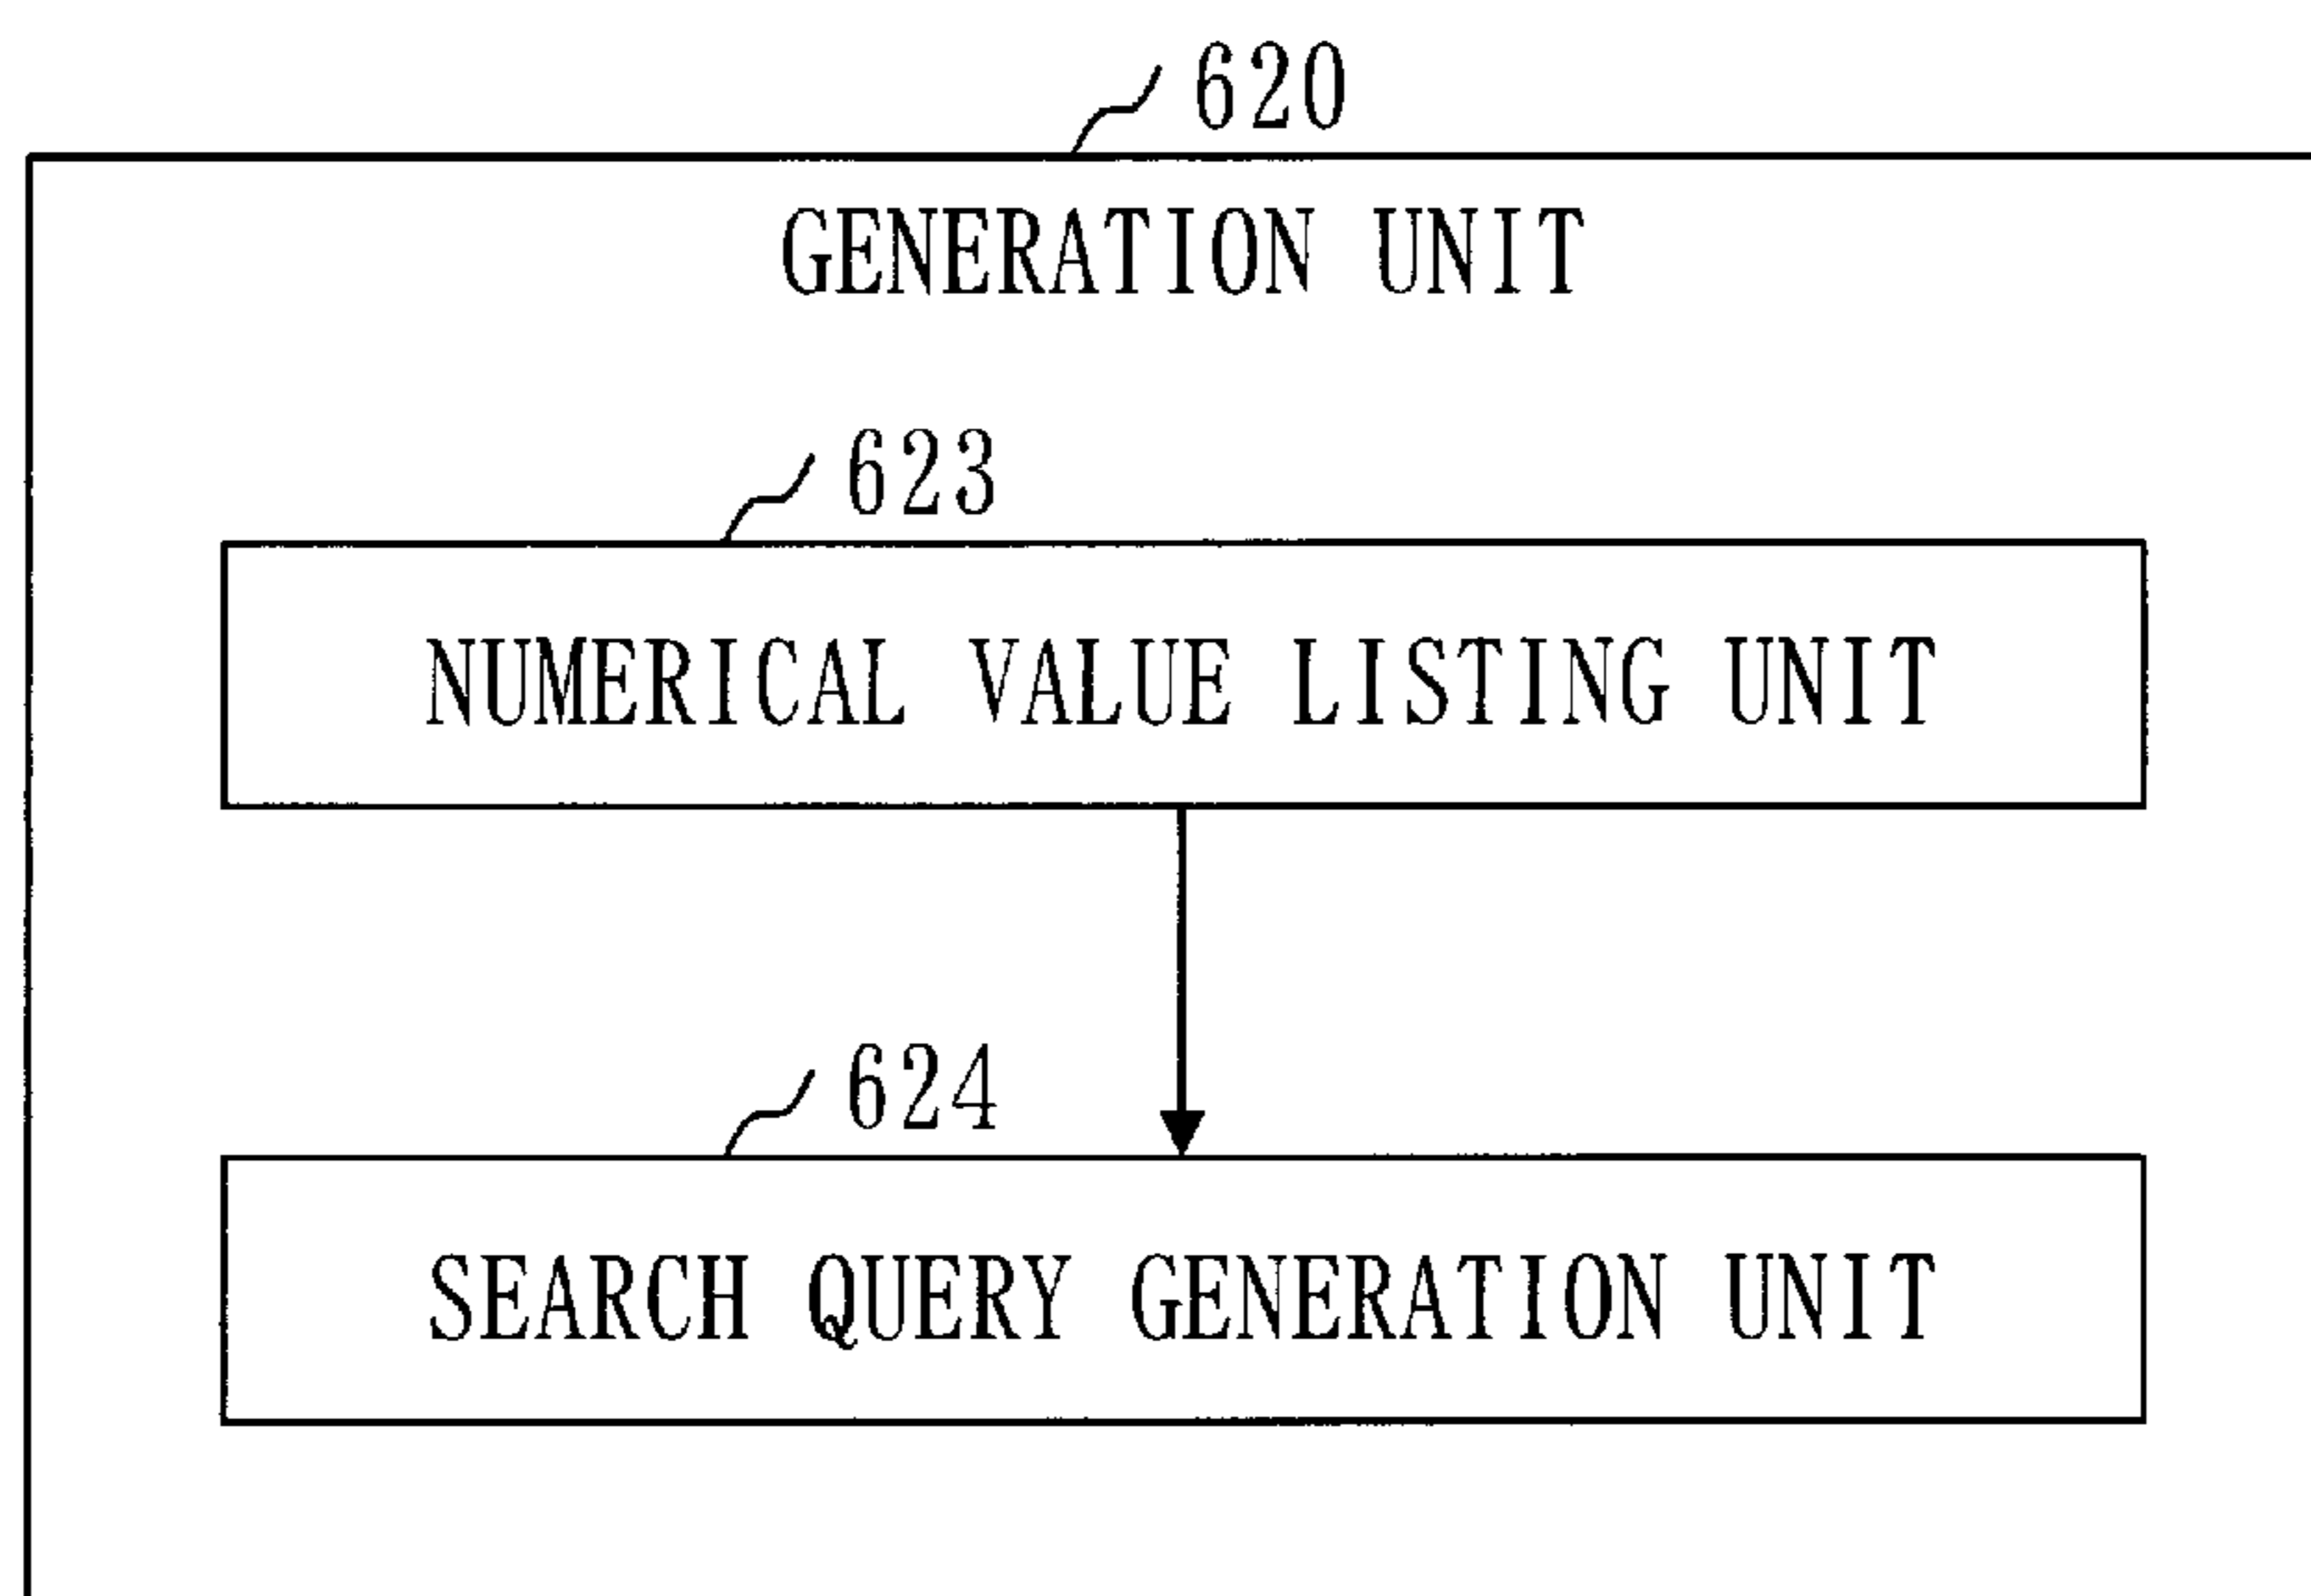 620
GENERATION UNIT
623
NUMERICAL VALUE LISTING UNIT
624
SEARCH QUERY GENERATION UNIT